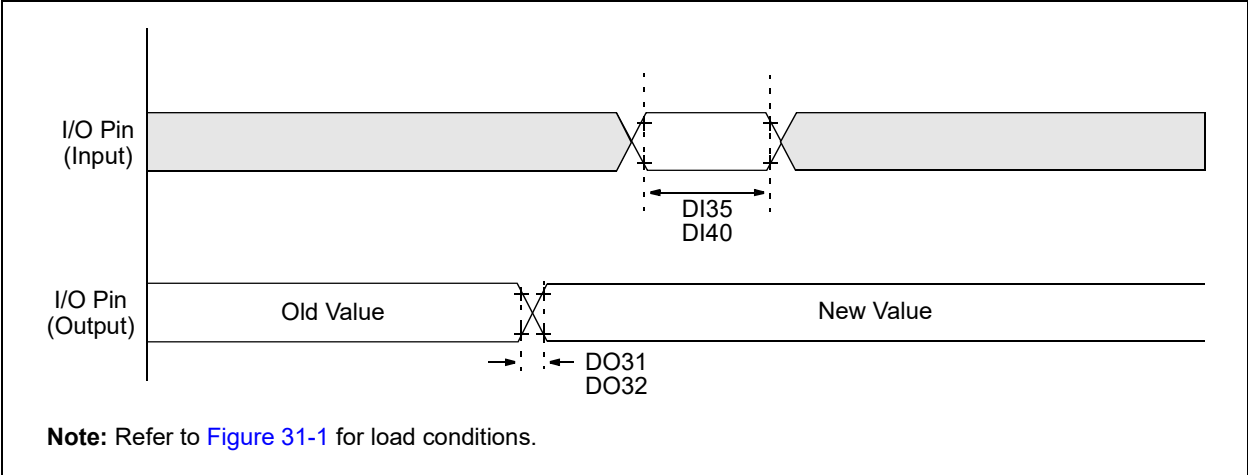 I/O Pin
(Input)
DI35
DI40
I/O Pin
(Output)
Old Value
New Value
DO31
DO32
Note: Refer to Figure 31-1 for load conditions.